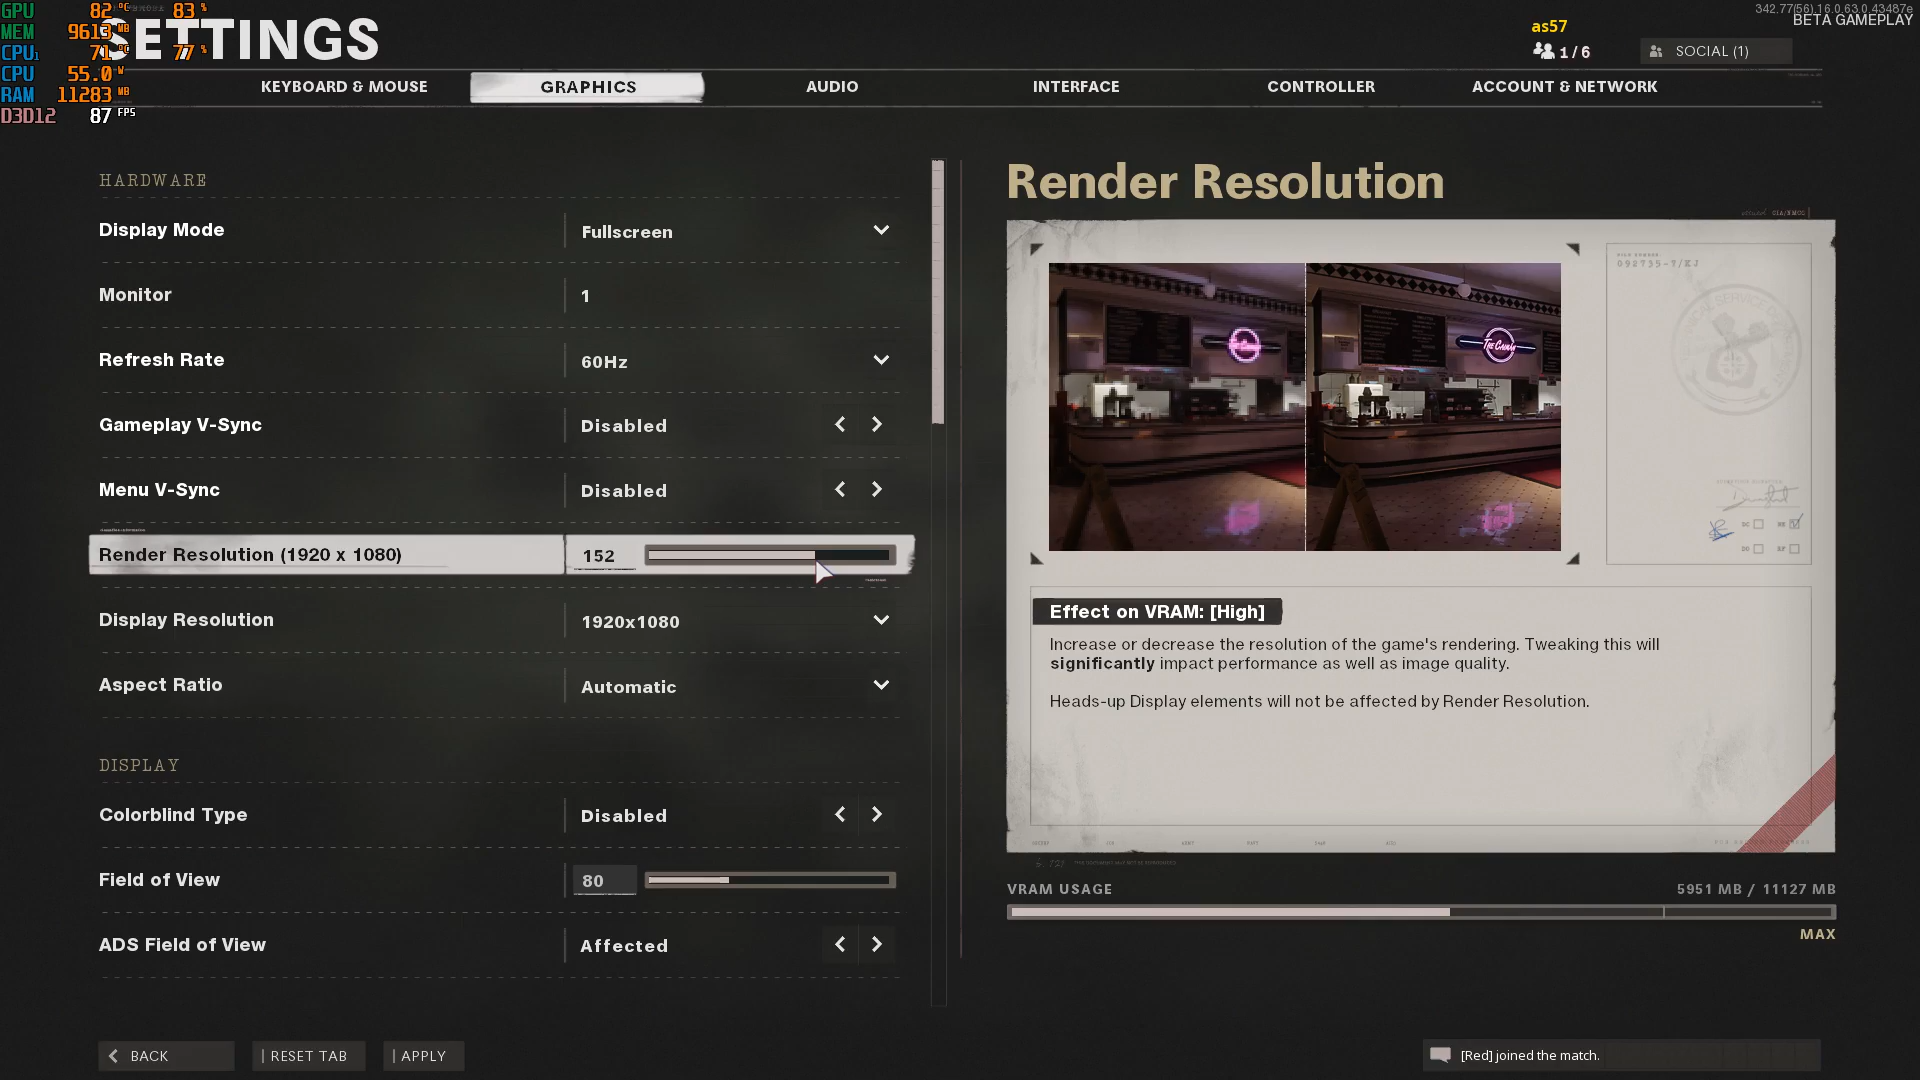 GPU 82 °C 83 %
MEM 9613 MB
CPU1 71 °C 77 %
CPU 55.0 W
RAM 11283 MB
D3D12 87 FPS
SETTINGS
342.77(56).16.0.63.0.43487e
BETA GAMEPLAY
as57
1 / 6
SOCIAL (1)
KEYBOARD & MOUSE
GRAPHICS
AUDIO
INTERFACE
CONTROLLER
ACCOUNT & NETWORK
HARDWARE
Display Mode Fullscreen
Monitor 1
Refresh Rate 60Hz
Gameplay V-Sync Disabled
Menu V-Sync Disabled
Render Resolution (1920 x 1080) 152
Display Resolution 1920x1080
Aspect Ratio Automatic
DISPLAY
Colorblind Type Disabled
Field of View 80
ADS Field of View Affected
BACK
RESET TAB
APPLY
Render Resolution
092735-7/KJ
Effect on VRAM: [High]
Increase or decrease the resolution of the game's rendering. Tweaking this will
significantly impact performance as well as image quality.
Heads-up Display elements will not be affected by Render Resolution.
VRAM USAGE
5951 MB / 11127 MB
MAX
[Red] joined the match.